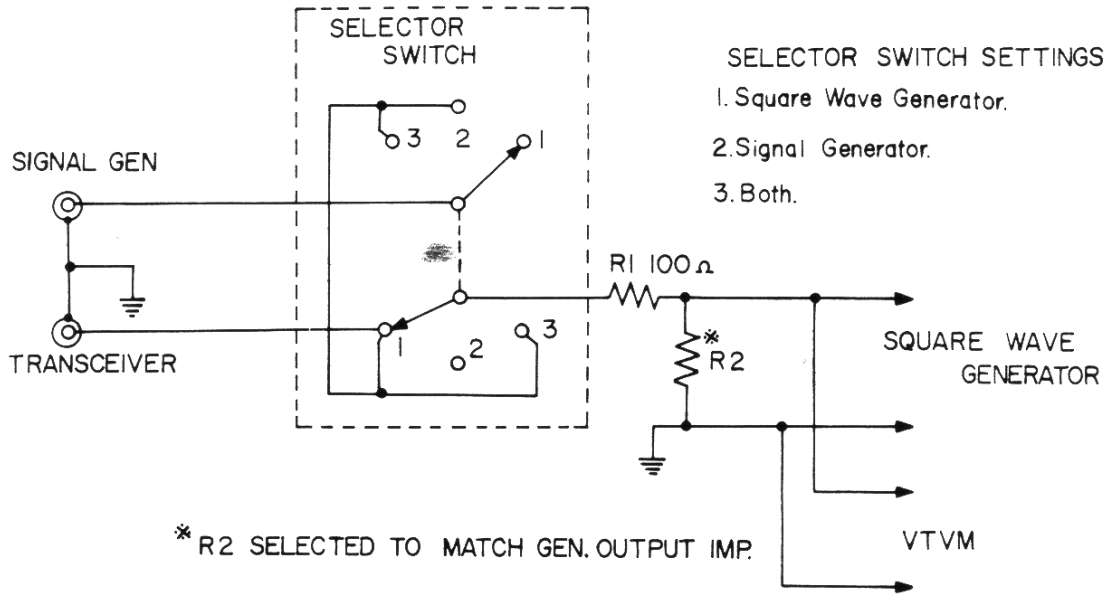 SELECTOR
SWITCH
SELECTOR SWITCH SETTINGS
1. Square Wave Generator.
2. Signal Generator.
3. Both.
3 2 1
SIGNAL GEN
R1 100Ω
TRANSCEIVER
1 2 3
* R2
SQUARE WAVE
GENERATOR
* R2 SELECTED TO MATCH GEN. OUTPUT IMP.
VTVM